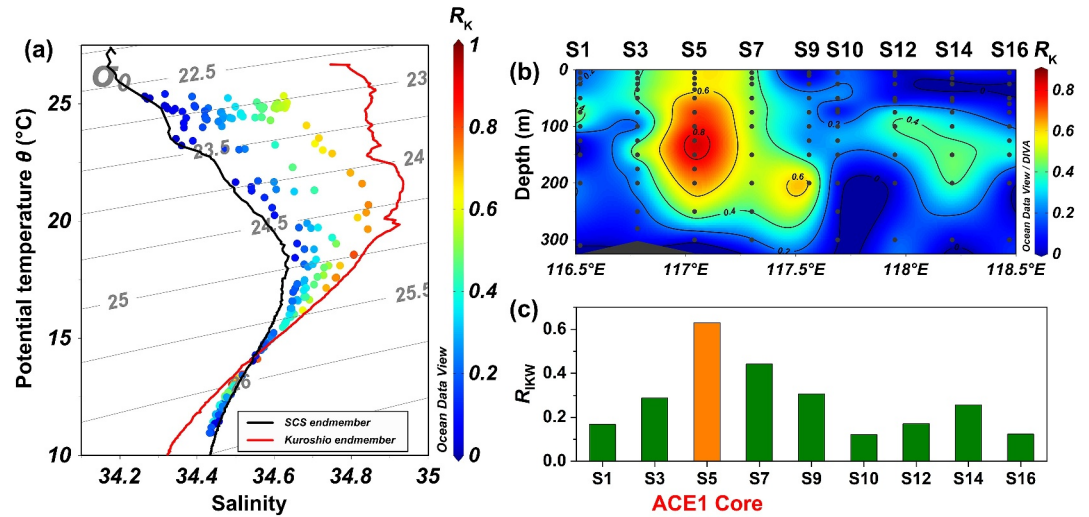 (a)
R_K
σ₀
22.5
23
23.5
24
24.5
25
25.5
26
25
20
15
10
Potential temperature θ (°C)
34.2
34.4
34.6
34.8
35
Salinity
SCS endmember
Kuroshio endmember
1
0.8
0.6
0.4
0.2
0
Ocean Data View
S1 S3 S5 S7 S9 S10 S12 S14 S16
R_K
(b)
0
100
200
300
Depth (m)
0.6
0.8
0.4
0.2
0.6
0.2
0.4
116.5°E 117°E 117.5°E 118°E 118.5°E
Ocean Data View / DIVA
1
0.8
0.6
0.4
0.2
0
(c)
0.6
0.4
0.2
0.0
R_IKW
S1 S3 S5 S7 S9 S10 S12 S14 S16
ACE1 Core